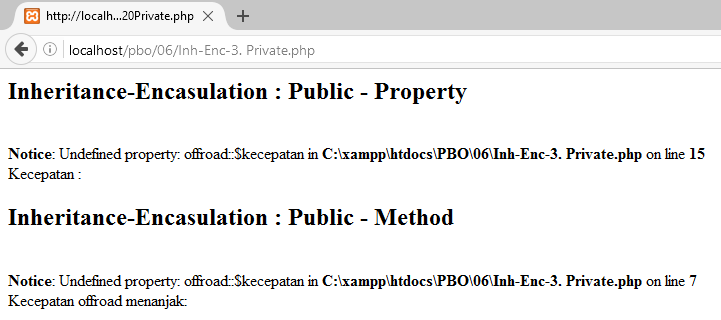 http://localh...20Private.php
localhost/pbo/06/Inh-Enc-3. Private.php
Inheritance-Encasulation : Public - Property
Notice: Undefined property: offroad::$kecepatan in C:\xampp\htdocs\PBO\06\Inh-Enc-3. Private.php on line 15
Kecepatan :
Inheritance-Encasulation : Public - Method
Notice: Undefined property: offroad::$kecepatan in C:\xampp\htdocs\PBO\06\Inh-Enc-3. Private.php on line 7
Kecepatan offroad menanjak: